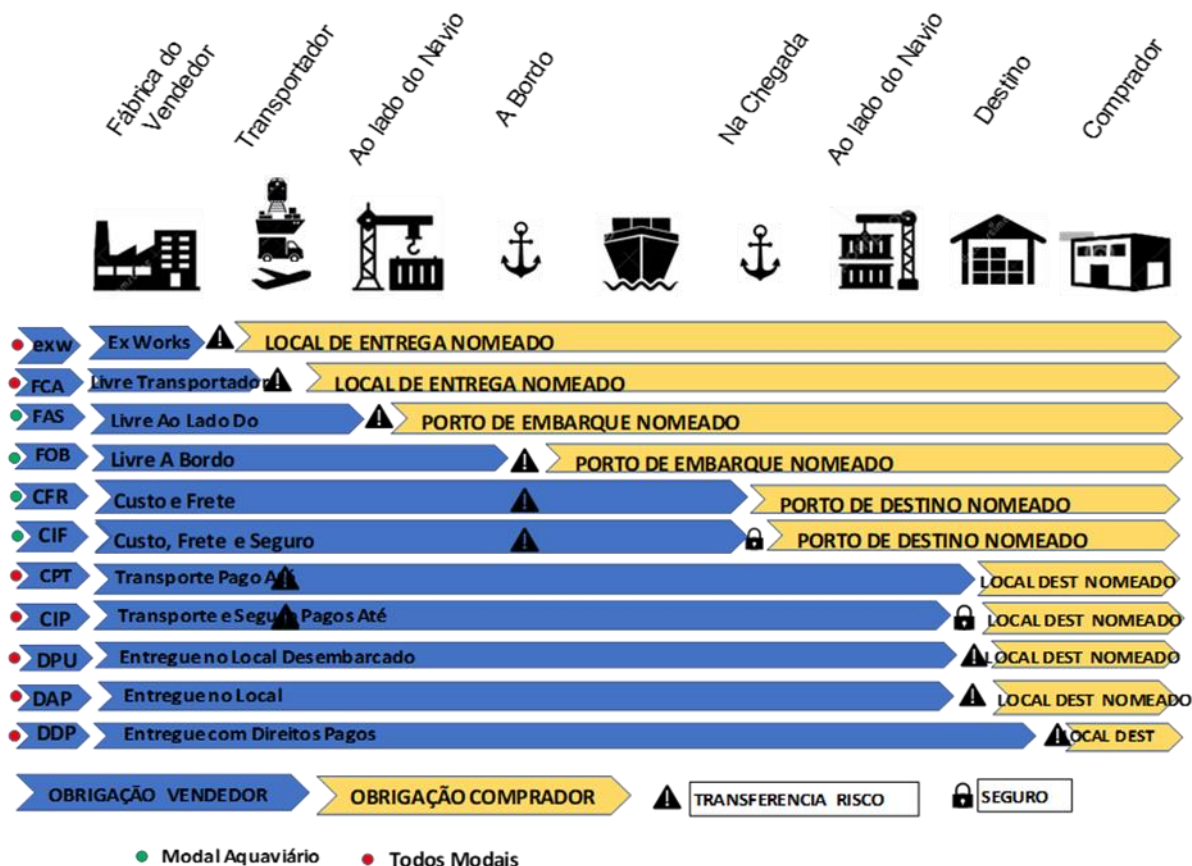 Fábrica do
Vendedor
Transportador
Ao lado do Navio
A Bordo
Na Chegada
Ao lado do Navio
Destino
Comprador
exw Ex Works LOCAL DE ENTREGA NOMEADO
FCA Livre Transportador LOCAL DE ENTREGA NOMEADO
FAS Livre Ao Lado Do PORTO DE EMBARQUE NOMEADO
FOB Livre A Bordo PORTO DE EMBARQUE NOMEADO
CFR Custo e Frete PORTO DE DESTINO NOMEADO
CIF Custo, Frete e Seguro PORTO DE DESTINO NOMEADO
CPT Transporte Pago Até LOCAL DEST NOMEADO
CIP Transporte e Seguro Pagos Até LOCAL DEST NOMEADO
DPU Entregue no Local Desembarcado LOCAL DEST NOMEADO
DAP Entregue no Local LOCAL DEST NOMEADO
DDP Entregue com Direitos Pagos LOCAL DEST
OBRIGAÇÃO VENDEDOR OBRIGAÇÃO COMPRADOR TRANSFERENCIA RISCO SEGURO
Modal Aquaviário Todos Modais